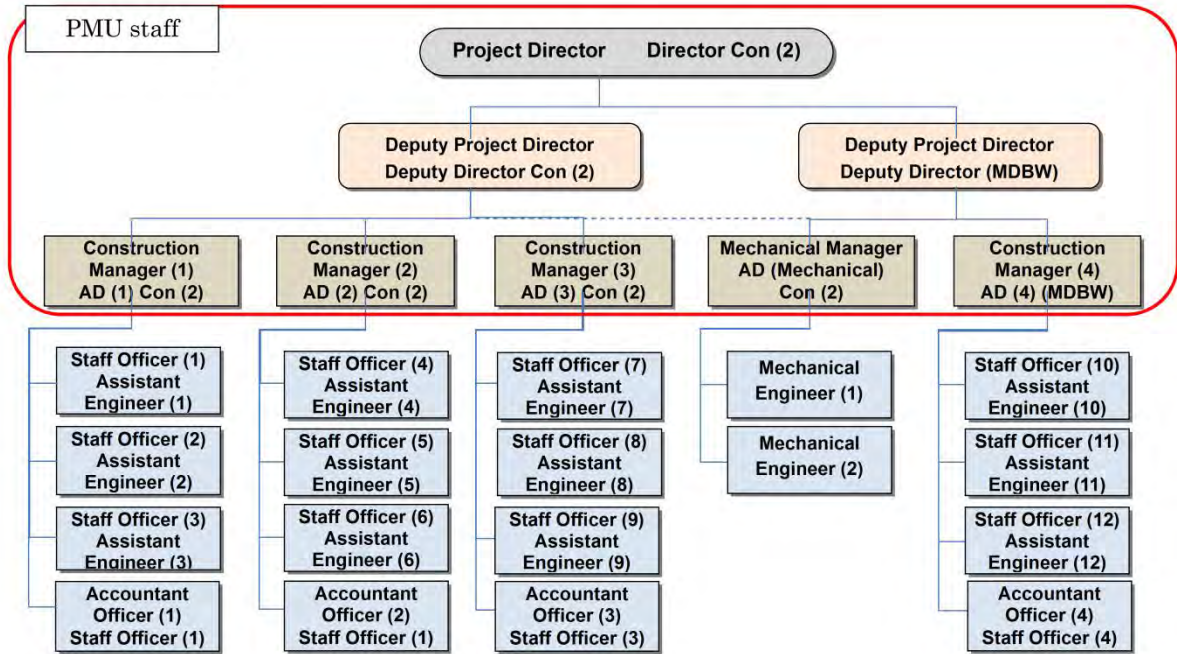 PMU staff
Project Director Director Con (2)
Deputy Project Director
Deputy Director Con (2)
Deputy Project Director
Deputy Director (MDBW)
Construction
Manager (1)
AD (1) Con (2)
Construction
Manager (2)
AD (2) Con (2)
Construction
Manager (3)
AD (3) Con (2)
Mechanical Manager
AD (Mechanical)
Con (2)
Construction
Manager (4)
AD (4) (MDBW)
Staff Officer (1)
Assistant
Engineer (1)
Staff Officer (2)
Assistant
Engineer (2)
Staff Officer (3)
Assistant
Engineer (3)
Accountant
Officer (1)
Staff Officer (1)
Staff Officer (4)
Assistant
Engineer (4)
Staff Officer (5)
Assistant
Engineer (5)
Staff Officer (6)
Assistant
Engineer (6)
Accountant
Officer (2)
Staff Officer (1)
Staff Officer (7)
Assistant
Engineer (7)
Staff Officer (8)
Assistant
Engineer (8)
Staff Officer (9)
Assistant
Engineer (9)
Accountant
Officer (3)
Staff Officer (3)
Mechanical
Engineer (1)
Mechanical
Engineer (2)
Staff Officer (10)
Assistant
Engineer (10)
Staff Officer (11)
Assistant
Engineer (11)
Staff Officer (12)
Assistant
Engineer (12)
Accountant
Officer (4)
Staff Officer (4)